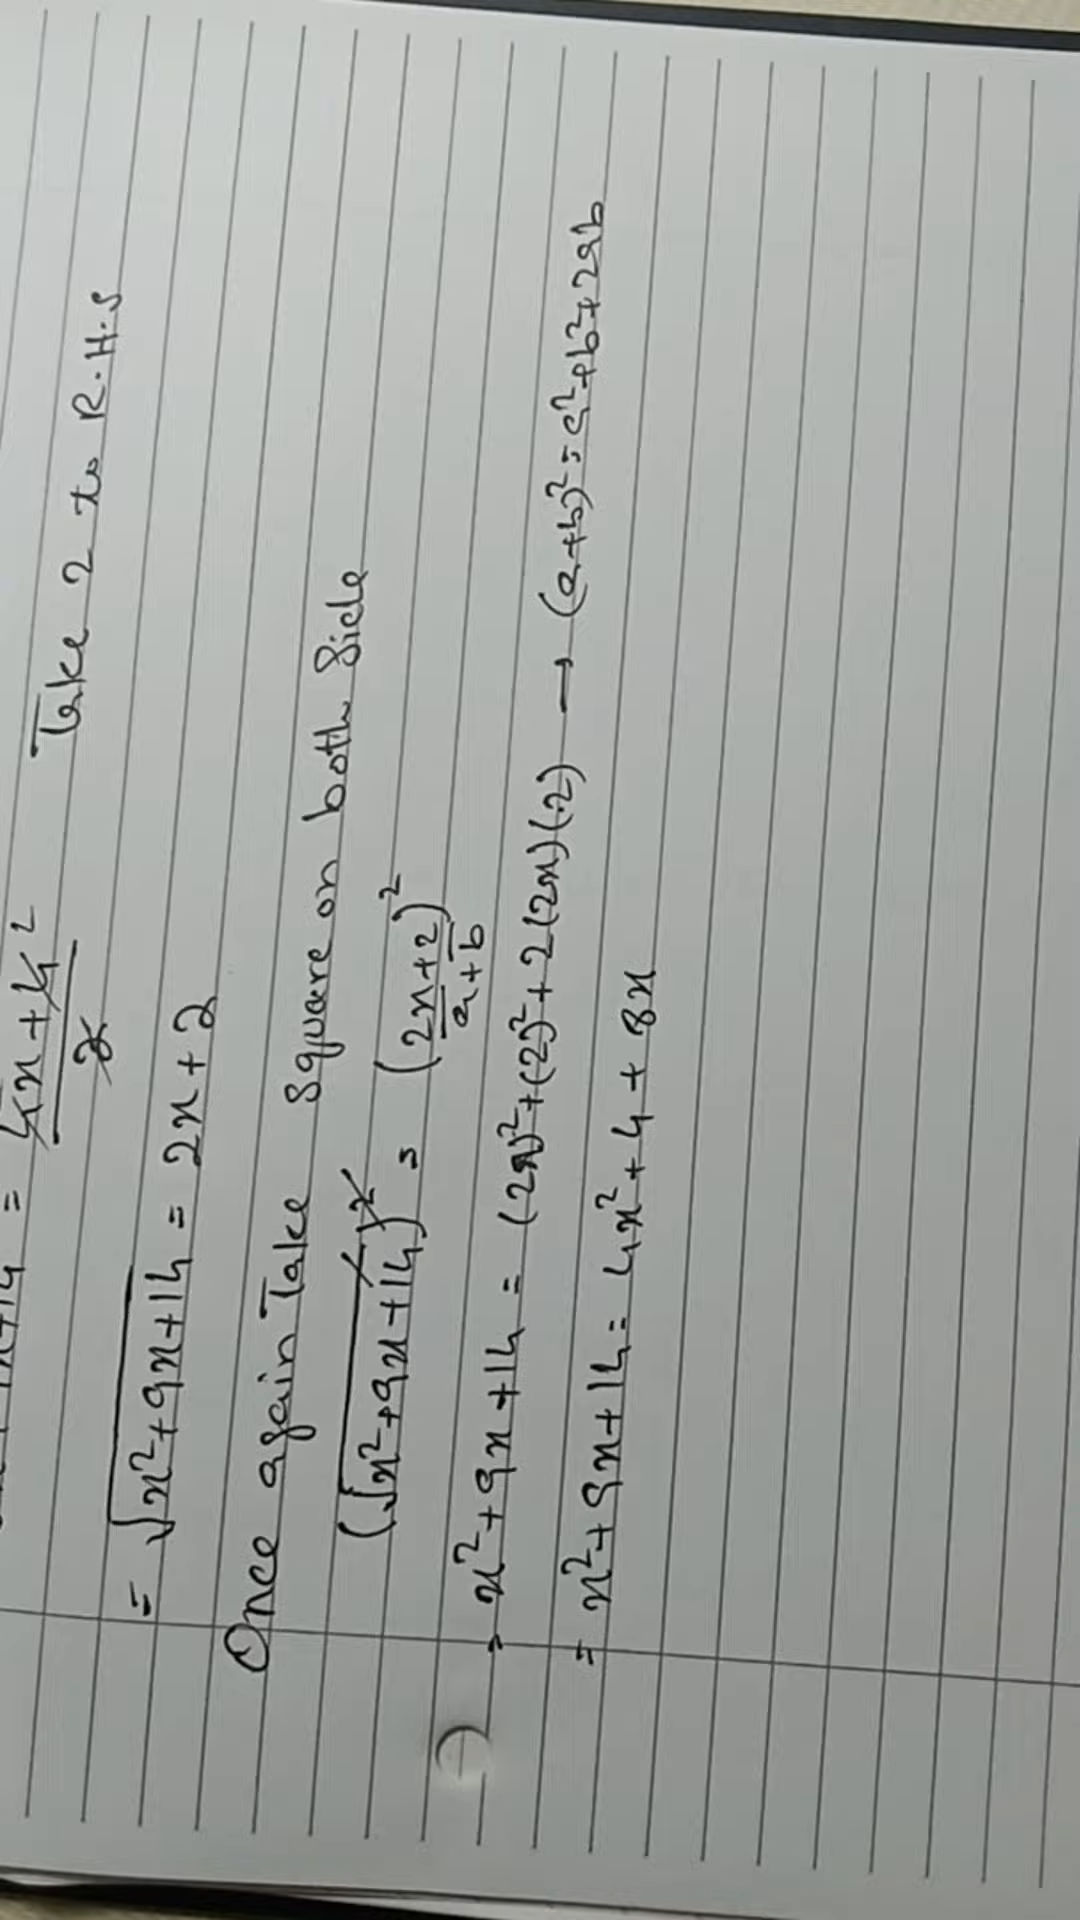 = 4x+4
2 Take 2 to R.H.S
= √x²+9x+14 = 2x+2
Once again Take square on both side
(√x²+9x+14)² = (2x+2)²
a+b
= x²+9x+14 = (2x)²+(2)²+2(2x)(2) → (a+b)² = a²+b²+2ab
= x²+9x+14 = 4x²+4+8x